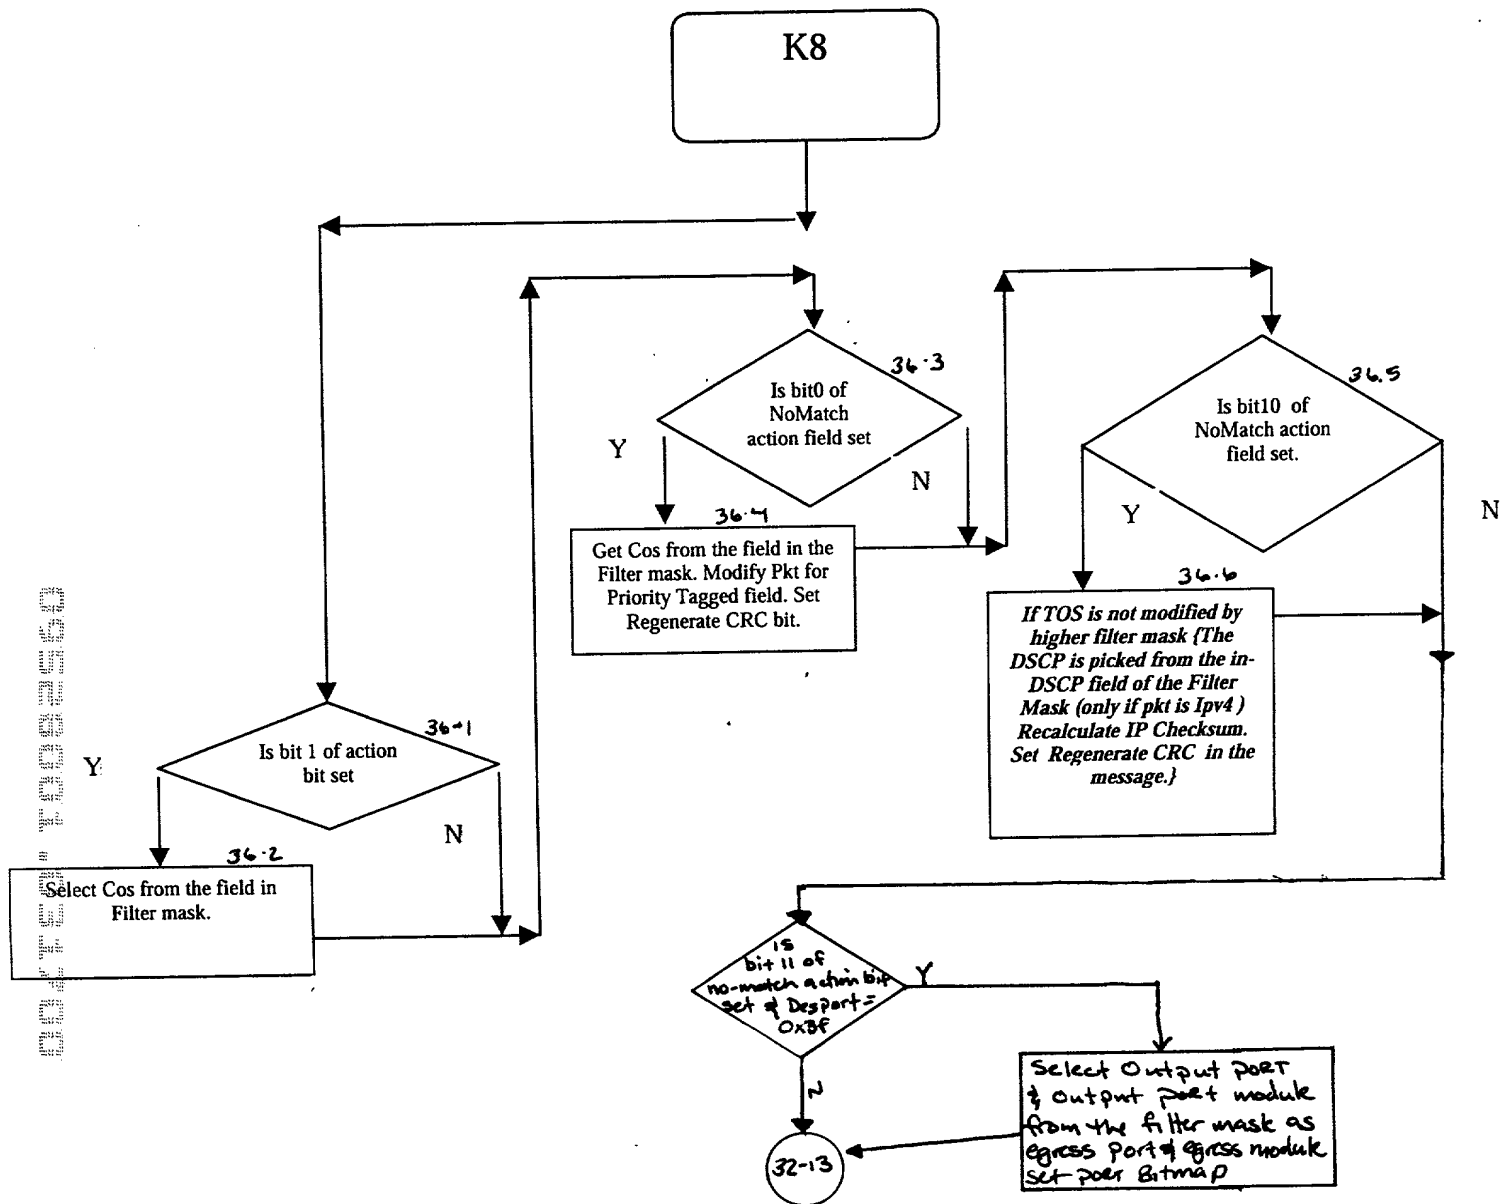 K8
36-3
Is bit0 of
NoMatch
action field set
Y
N
36-4
Get Cos from the field in the
Filter mask. Modify Pkt for
Priority Tagged field. Set
Regenerate CRC bit.
36.5
Is bit10 of
NoMatch action
field set.
Y
N
36-6
If TOS is not modified by
higher filter mask {The
DSCP is picked from the in-
DSCP field of the Filter
Mask (only if pkt is Ipv4 )
Recalculate IP Checksum.
Set Regenerate CRC in the
message.}
36-1
Is bit 1 of action
bit set
Y
N
36-2
Select Cos from the field in
Filter mask.
is
bit 11 of
no-match action bit
set & Desport=
0x3f
Y
N
Select Output PORT
& Output port module
from the filter mask as
egress port & egress module
set port Bitmap
32-13